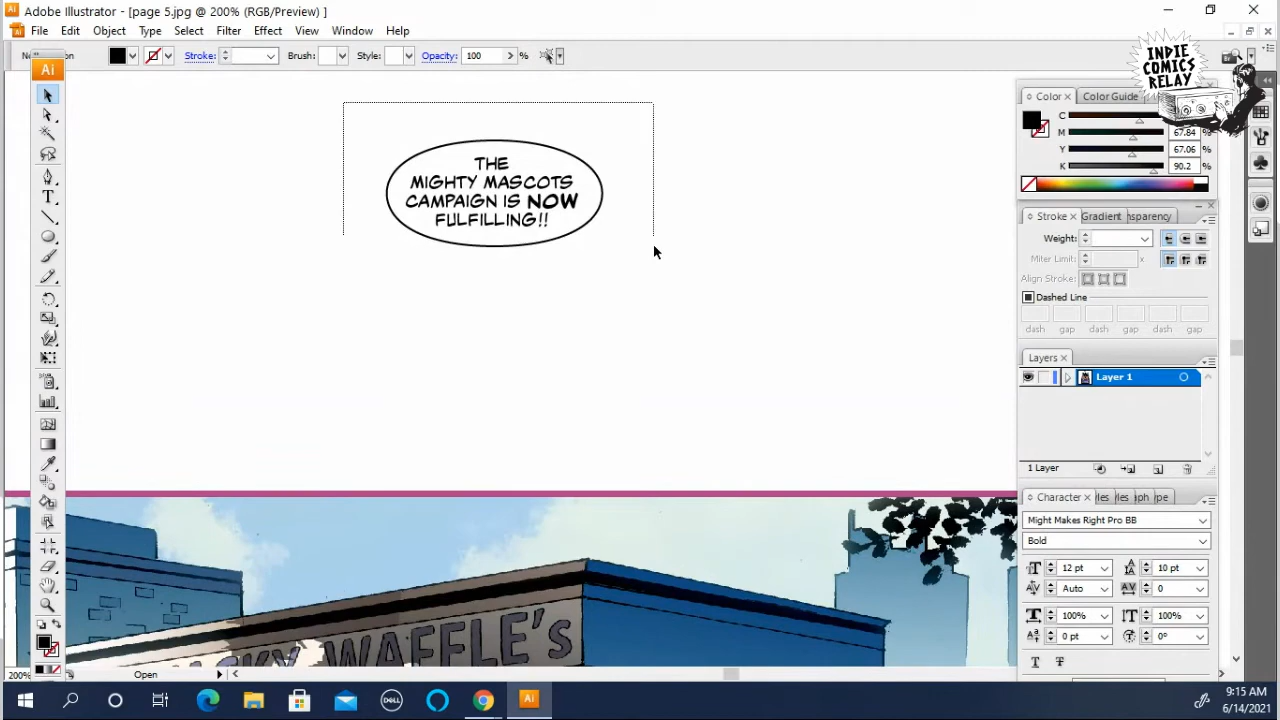 Adobe Illustrator - [page 5.jpg @ 200% (RGB/Preview) ]
File Edit Object Type Select Filter Effect View Window Help
Stroke: Brush: Style: Opacity: 100 %
Ai
INDIE
COMICS
RELAY
Color Color Guide
C
M 67.84 %
Y 67.06 %
K 90.2 %
THE
MIGHTY MASCOTS
CAMPAIGN IS NOW
FULFILLING!!
Stroke Gradient nsparency
Weight:
Miter Limit: x
Align Stroke:
Dashed Line
dash gap dash gap dash gap
Layers
Layer 1
1 Layer
Character
Might Makes Right Pro BB
Bold
12 pt 10 pt
Auto 0
100% 100%
0 pt 0°
WAFFLE's
200% Open
DELL
Ai
9:15 AM
6/14/2021